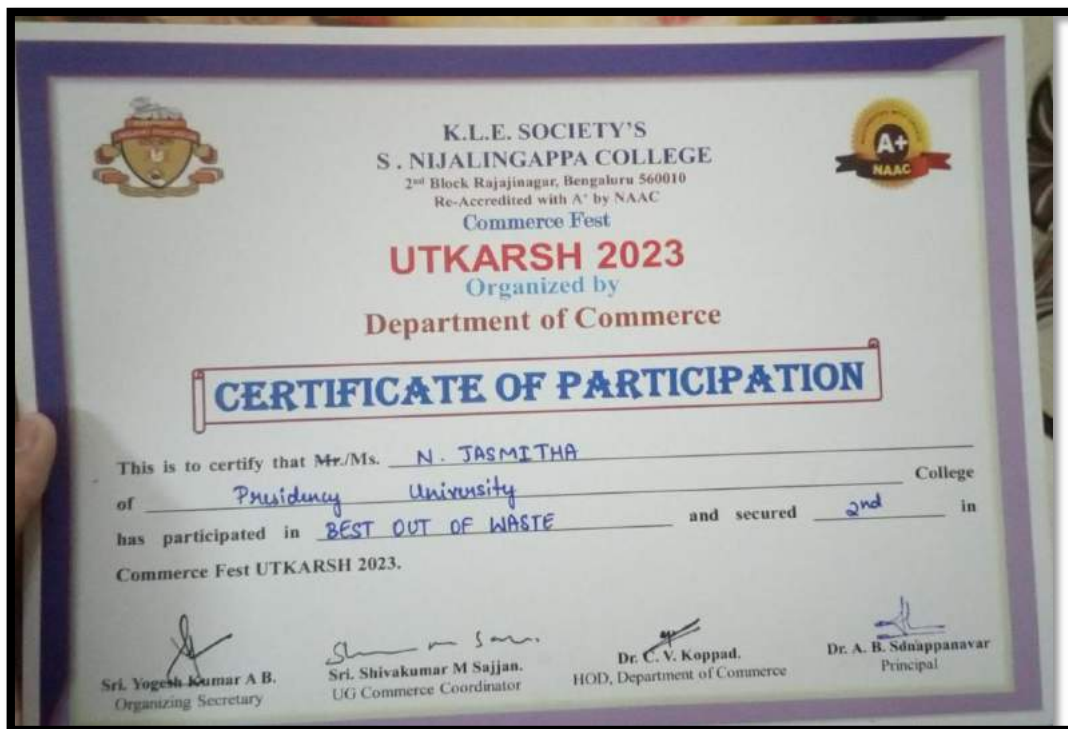 K.L.E. SOCIETY'S
S . NIJALINGAPPA COLLEGE
2nd Block Rajajinagar, Bengaluru 560010
Re-Accredited with A+ by NAAC
Commerce Fest
UTKARSH 2023
Organized by
Department of Commerce
A+
NAAC
CERTIFICATE OF PARTICIPATION
This is to certify that Mr./Ms. N. JASMITHA
of Presidency University College
has participated in BEST OUT OF WASTE and secured 2nd in
Commerce Fest UTKARSH 2023.
Sri. Yogesh Kumar A B.
Organizing Secretary
Sri. Shivakumar M Sajjan.
UG Commerce Coordinator
Dr. C. V. Koppad.
HOD, Department of Commerce
Dr. A. B. Sonappanavar
Principal